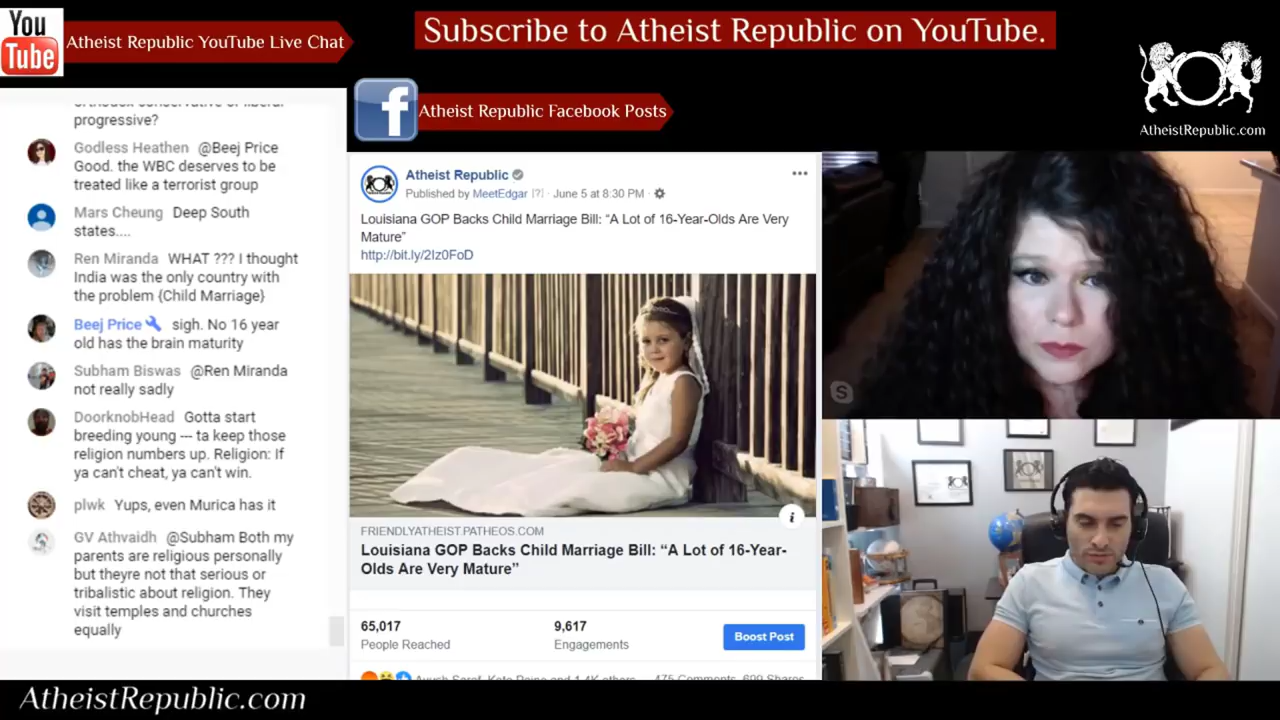 You
Tube
Atheist Republic YouTube Live Chat
Subscribe to Atheist Republic on YouTube.
AtheistRepublic.com
Atheist Republic Facebook Posts
progressive?
Godless Heathen @Beej Price
Good. the WBC deserves to be
treated like a terrorist group
Mars Cheung Deep South
states....
Ren Miranda WHAT ??? I thought
India was the only country with
the problem {Child Marriage}
Beej Price sigh. No 16 year
old has the brain maturity
Subham Biswas @Ren Miranda
not really sadly
DoorknobHead Gotta start
breeding young --- ta keep those
religion numbers up. Religion: If
ya can't cheat, ya can't win.
plwk Yups, even Murica has it
GV Athvaidh @Subham Both my
parents are religious personally
but theyre not that serious or
tribalistic about religion. They
visit temples and churches
equally
Atheist Republic
Published by MeetEdgar [?] · June 5 at 8:30 PM ·
Louisiana GOP Backs Child Marriage Bill: “A Lot of 16-Year-Olds Are Very
Mature”
http://bit.ly/2Iz0FoD
FRIENDLYATHEIST.PATHEOS.COM
Louisiana GOP Backs Child Marriage Bill: “A Lot of 16-Year-
Olds Are Very Mature”
65,017
People Reached
9,617
Engagements
Boost Post
AtheistRepublic.com